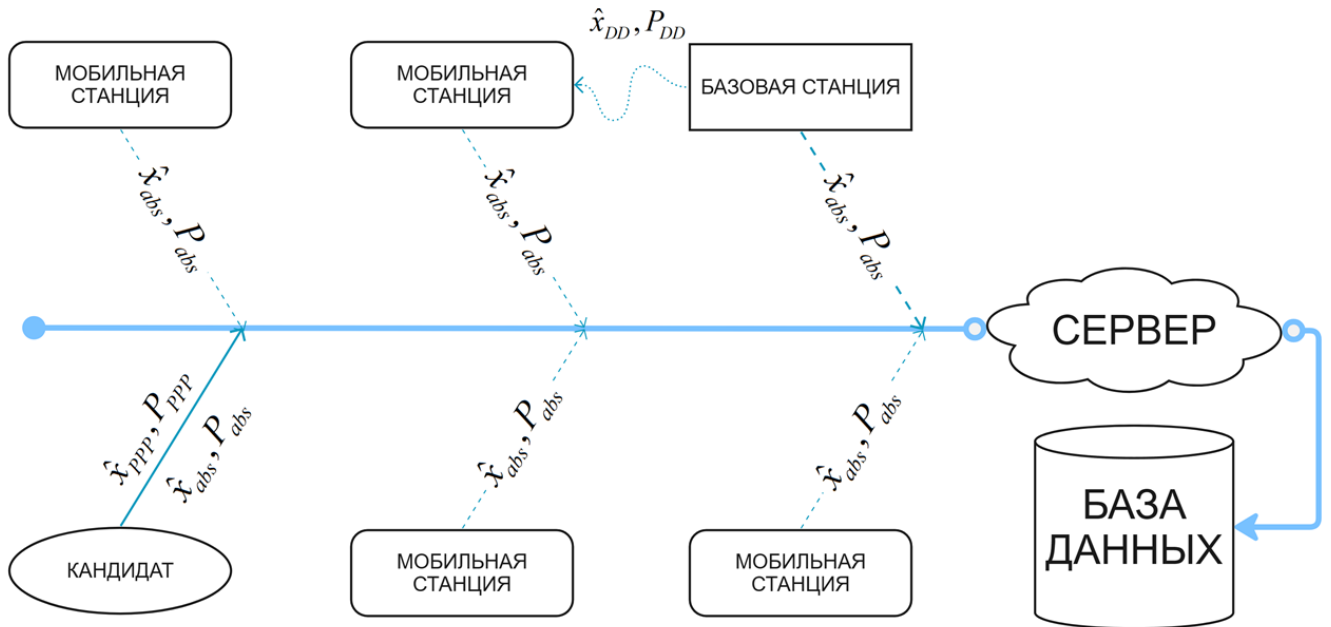 x̂_DD, P_DD
МОБИЛЬНАЯ
СТАНЦИЯ
МОБИЛЬНАЯ
СТАНЦИЯ
БАЗОВАЯ СТАНЦИЯ
x̂_abs, P_abs
x̂_abs, P_abs
x̂_abs, P_abs
СЕРВЕР
x̂_PPP, P_PPP
x̂_abs, P_abs
x̂_abs, P_abs
x̂_abs, P_abs
БАЗА
ДАННЫХ
КАНДИДАТ
МОБИЛЬНАЯ
СТАНЦИЯ
МОБИЛЬНАЯ
СТАНЦИЯ